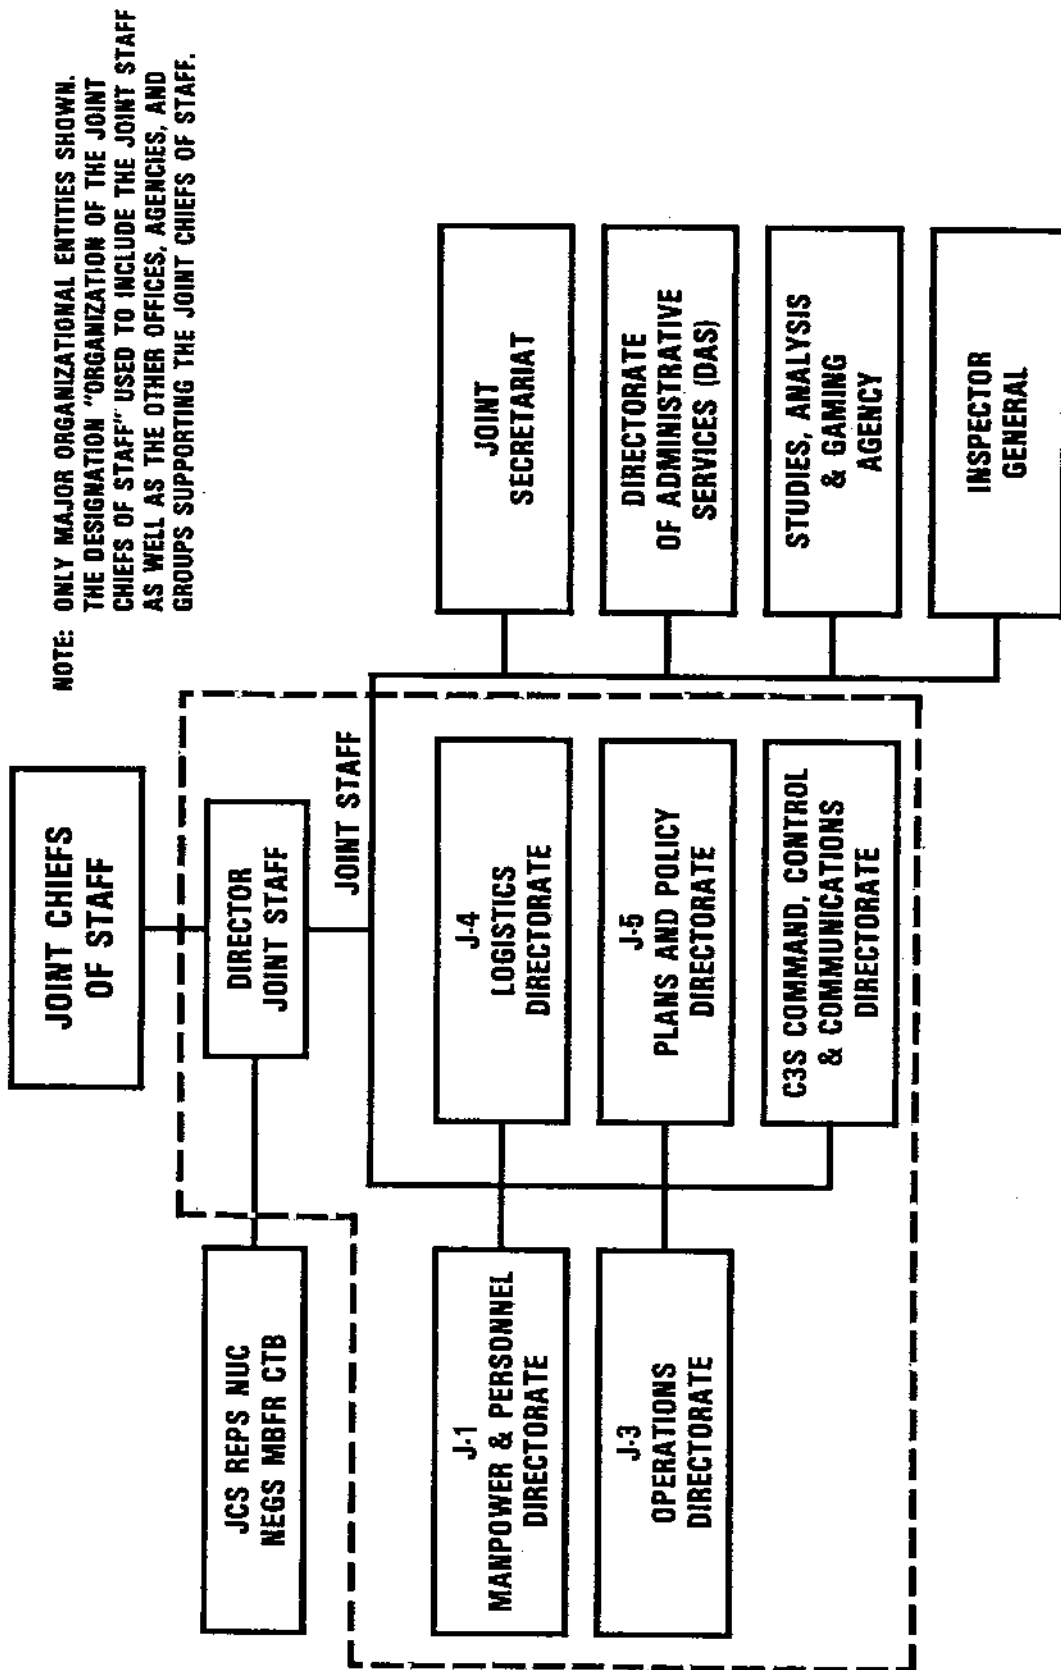 NOTE: ONLY MAJOR ORGANIZATIONAL ENTITIES SHOWN.
THE DESIGNATION "ORGANIZATION OF THE JOINT
CHIEFS OF STAFF" USED TO INCLUDE THE JOINT STAFF
AS WELL AS THE OTHER OFFICES, AGENCIES, AND
GROUPS SUPPORTING THE JOINT CHIEFS OF STAFF.
JOINT CHIEFS
OF STAFF
DIRECTOR
JOINT STAFF
JCS REPS NUC
NEGS MBFR CTB
JOINT STAFF
J-1
MANPOWER & PERSONNEL
DIRECTORATE
J-4
LOGISTICS
DIRECTORATE
JOINT
SECRETARIAT
J-3
OPERATIONS
DIRECTORATE
J-5
PLANS AND POLICY
DIRECTORATE
DIRECTORATE
OF ADMINISTRATIVE
SERVICES (DAS)
C3S COMMAND, CONTROL
& COMMUNICATIONS
DIRECTORATE
STUDIES, ANALYSIS
& GAMING
AGENCY
INSPECTOR
GENERAL